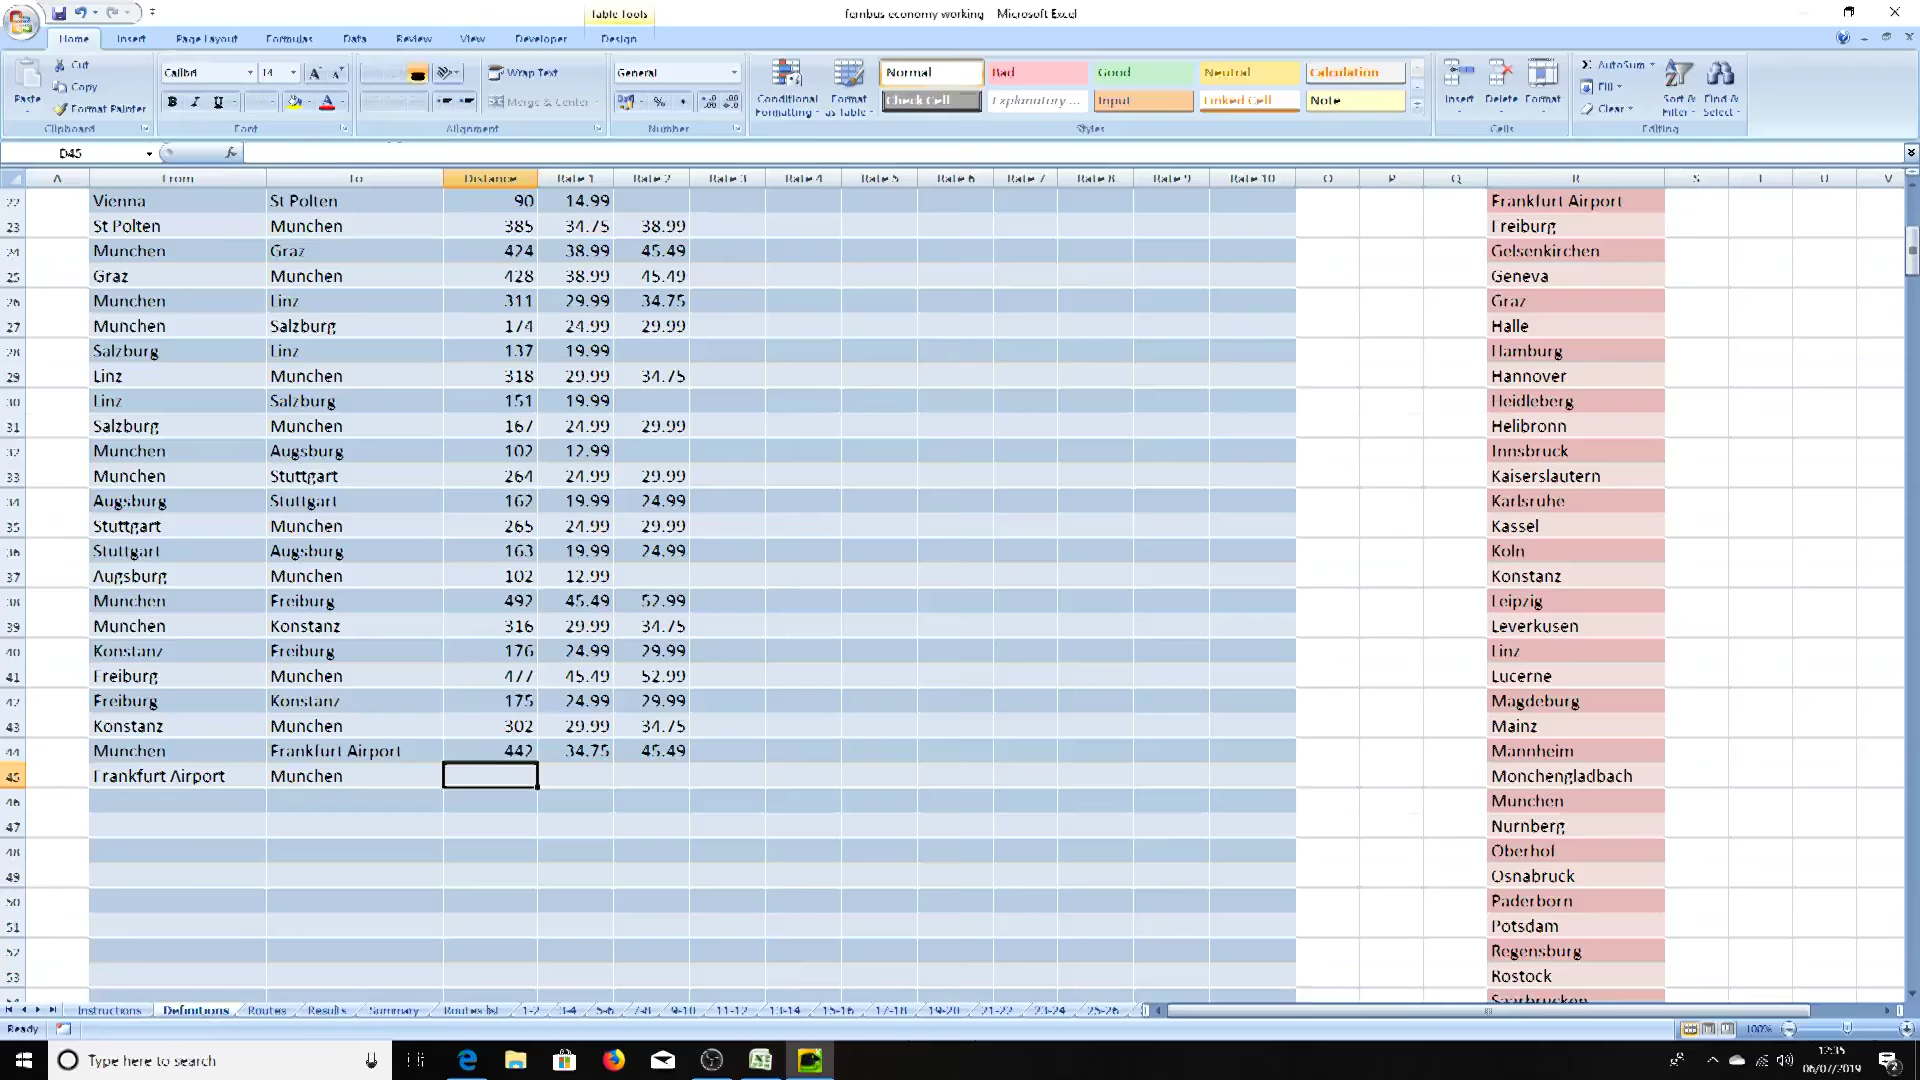 Table Tools
fernbus economy working - Microsoft Excel
Home Insert Page Layout Formulas Data Review View Developer Design
Paste Cut Copy Format Painter
Calibri 14
Wrap Text
Merge & Center
General
Conditional Formatting Format as Table
Normal Bad Good Neutral Calculation
Check Cell Explanatory ... Input Linked Cell Note
Insert Delete Format
AutoSum Fill Clear Sort & Filter Find & Select
Clipboard Font Alignment Number Styles Cells Editing
D45 fx
A From To Distance Rate 1 Rate 2 Rate 3 Rate 4 Rate 5 Rate 6 Rate 7 Rate 8 Rate 9 Rate 10 O P Q R S T U V
22 Vienna St Polten 90 14.99 Frankfurt Airport
23 St Polten Munchen 385 34.75 38.99 Freiburg
24 Munchen Graz 424 38.99 45.49 Gelsenkirchen
25 Graz Munchen 428 38.99 45.49 Geneva
26 Munchen Linz 311 29.99 34.75 Graz
27 Munchen Salzburg 174 24.99 29.99 Halle
28 Salzburg Linz 137 19.99 Hamburg
29 Linz Munchen 318 29.99 34.75 Hannover
30 Linz Salzburg 151 19.99 Heidleberg
31 Salzburg Munchen 167 24.99 29.99 Helibronn
32 Munchen Augsburg 102 12.99 Innsbruck
33 Munchen Stuttgart 264 24.99 29.99 Kaiserslautern
34 Augsburg Stuttgart 162 19.99 24.99 Karlsruhe
35 Stuttgart Munchen 265 24.99 29.99 Kassel
36 Stuttgart Augsburg 163 19.99 24.99 Koln
37 Augsburg Munchen 102 12.99 Konstanz
38 Munchen Freiburg 492 45.49 52.99 Leipzig
39 Munchen Konstanz 316 29.99 34.75 Leverkusen
40 Konstanz Freiburg 176 24.99 29.99 Linz
41 Freiburg Munchen 477 45.49 52.99 Lucerne
42 Freiburg Konstanz 175 24.99 29.99 Magdeburg
43 Konstanz Munchen 302 29.99 34.75 Mainz
44 Munchen Frankfurt Airport 442 34.75 45.49 Mannheim
45 Frankfurt Airport Munchen Monchengladbach
46 Munchen
47 Nurnberg
48 Oberhof
49 Osnabruck
50 Paderborn
51 Potsdam
52 Regensburg
53 Rostock
Saarbrucken
Instructions Definitions Routes Results Summary Routes list 1-2 3-4 5-6 7-8 9-10 11-12 13-14 15-16 17-18 19-20 21-22 23-24 25-26
Ready 100%
Type here to search
12:35
06/07/2019